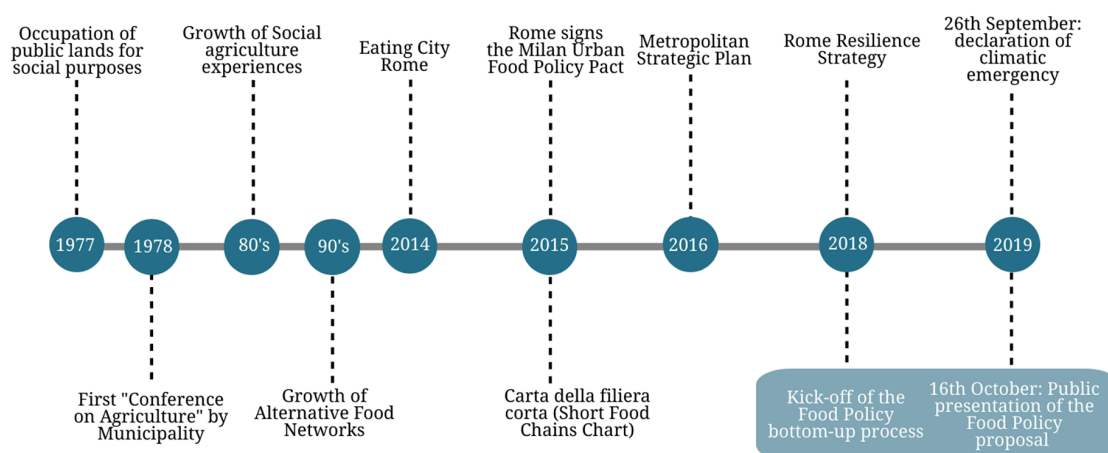 Occupation of
public lands for
social purposes
Growth of Social
agriculture
experiences
Eating City
Rome
Rome signs
the Milan Urban
Food Policy Pact
Metropolitan
Strategic Plan
Rome Resilience
Strategy
26th September:
declaration of
climatic
emergency
1977
1978
80's
90's
2014
2015
2016
2018
2019
First "Conference
on Agriculture" by
Municipality
Growth of
Alternative Food
Networks
Carta della filiera
corta (Short Food
Chains Chart)
Kick-off of the
Food Policy
bottom-up process
16th October: Public
presentation of the
Food Policy
proposal